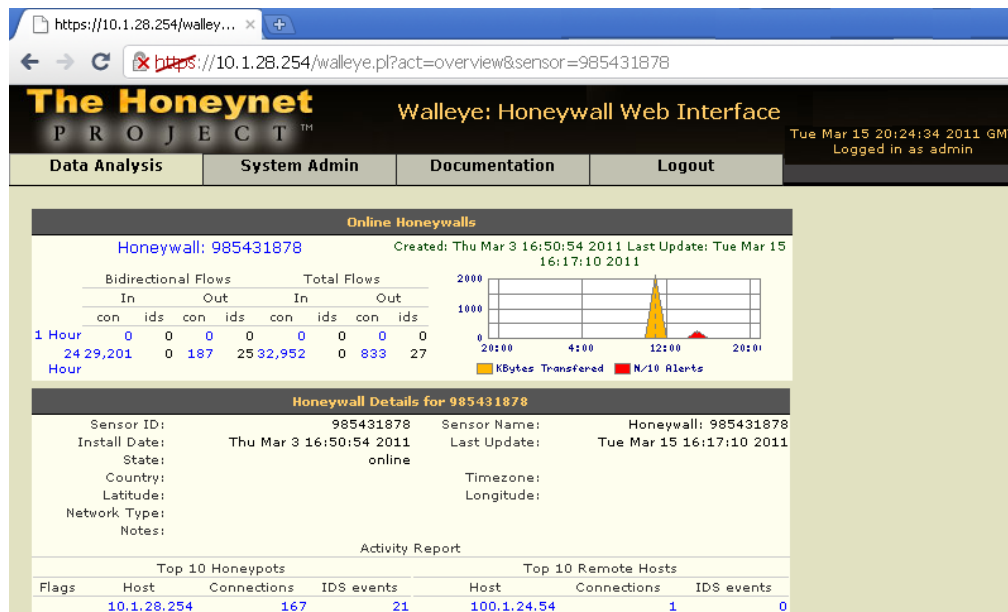 https://10.1.28.254/walley...
https://10.1.28.254/walleye.pl?act=overview&sensor=985431878
The Honeynet
PROJECT™
Walleye: Honeywall Web Interface
Tue Mar 15 20:24:34 2011 GM
Logged in as admin
Data Analysis System Admin Documentation Logout
Online Honeywalls
Honeywall: 985431878 Created: Thu Mar 3 16:50:54 2011 Last Update: Tue Mar 15
16:17:10 2011
Bidirectional Flows Total Flows
In Out In Out
con ids con ids con ids con ids
1 Hour 0 0 0 0 0 0 0 0
24 29,201 0 187 25 32,952 0 833 27
Hour
2000
1000
0
20:00 4:00 12:00 20:0
KBytes Transfered N/10 Alerts
Honeywall Details for 985431878
Sensor ID: 985431878 Sensor Name: Honeywall: 985431878
Install Date: Thu Mar 3 16:50:54 2011 Last Update: Tue Mar 15 16:17:10 2011
State: online
Country: Timezone:
Latitude: Longitude:
Network Type:
Notes:
Activity Report
Top 10 Honeypots Top 10 Remote Hosts
Flags Host Connections IDS events Host Connections IDS events
10.1.28.254 167 21 100.1.24.54 1 0